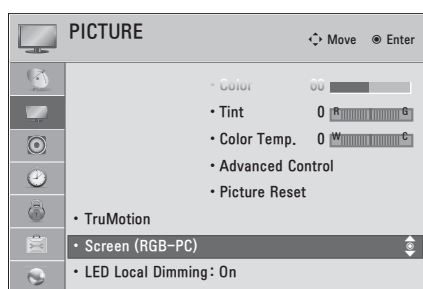 PICTURE
Move
Enter
- Color 60
• Tint 0 R G
• Color Temp. 0 W C
• Advanced Control
• Picture Reset
• TruMotion
• Screen (RGB-PC)
• LED Local Dimming: On